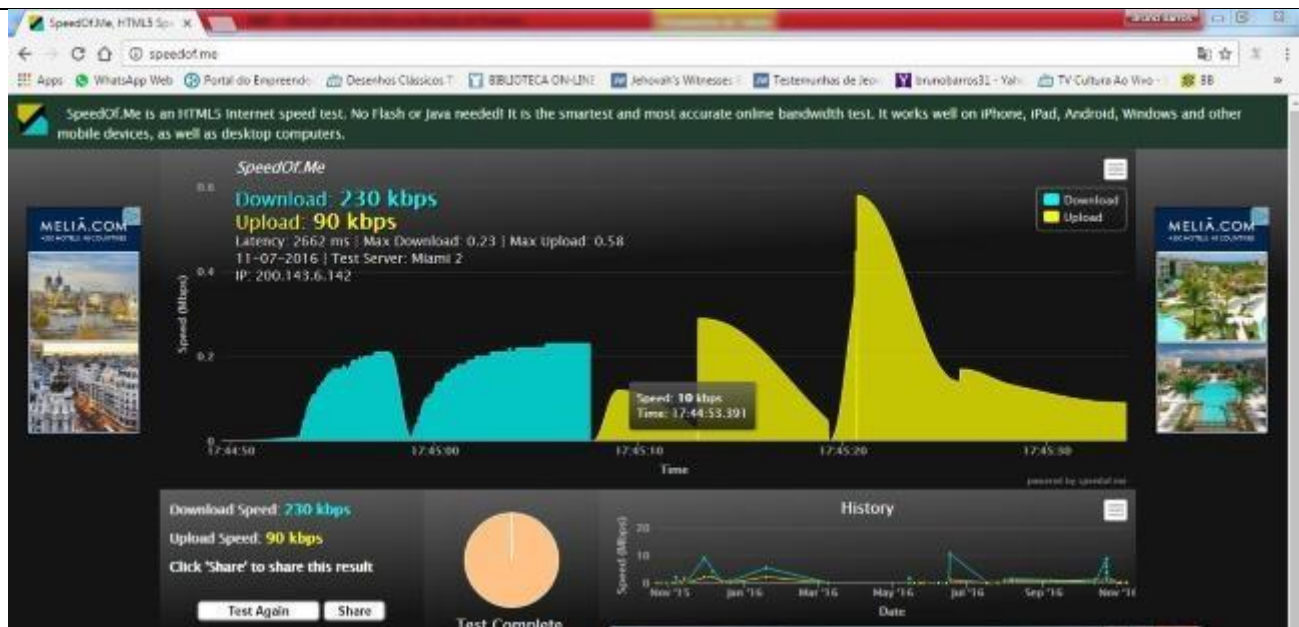 SpeedOf.Me, HTML5 Sp
speedof.me
Apps WhatsApp Web Portal do Empreende Desenhos Clássicos T BIBLIOTECA ON-LINE Jehovah's Witnesses Testemunhas de Jeo brunobarros31 - Yah TV Cultura Ao Vivo - BB »
SpeedOf.Me is an HTML5 Internet speed test. No Flash or Java needed! It is the smartest and most accurate online bandwidth test. It works well on iPhone, iPad, Android, Windows and other
mobile devices, as well as desktop computers.
SpeedOf.Me
Download: 230 kbps
Upload: 90 kbps
Latency: 2662 ms | Max Download: 0.23 | Max Upload: 0.58
11-07-2016 | Test Server: Miami 2
IP: 200.143.6.142
Download
Upload
MELIÃ.COM
MELIÃ.COM
Speed (Mbps)
0.6
0.4
0.2
0
Speed: 10 kbps
Time: 17:44:53.391
17:44:50 17:45:00 17:45:10 17:45:20 17:45:30
Time
powered by speedof.me
Download Speed: 230 kbps
Upload Speed: 90 kbps
Click 'Share' to share this result
Test Again Share
Test Complete
History
Speed (Mbps)
20
10
0
Nov '15 Jan '16 Mar '16 May '16 Jul '16 Sep '16 Nov '1
Date